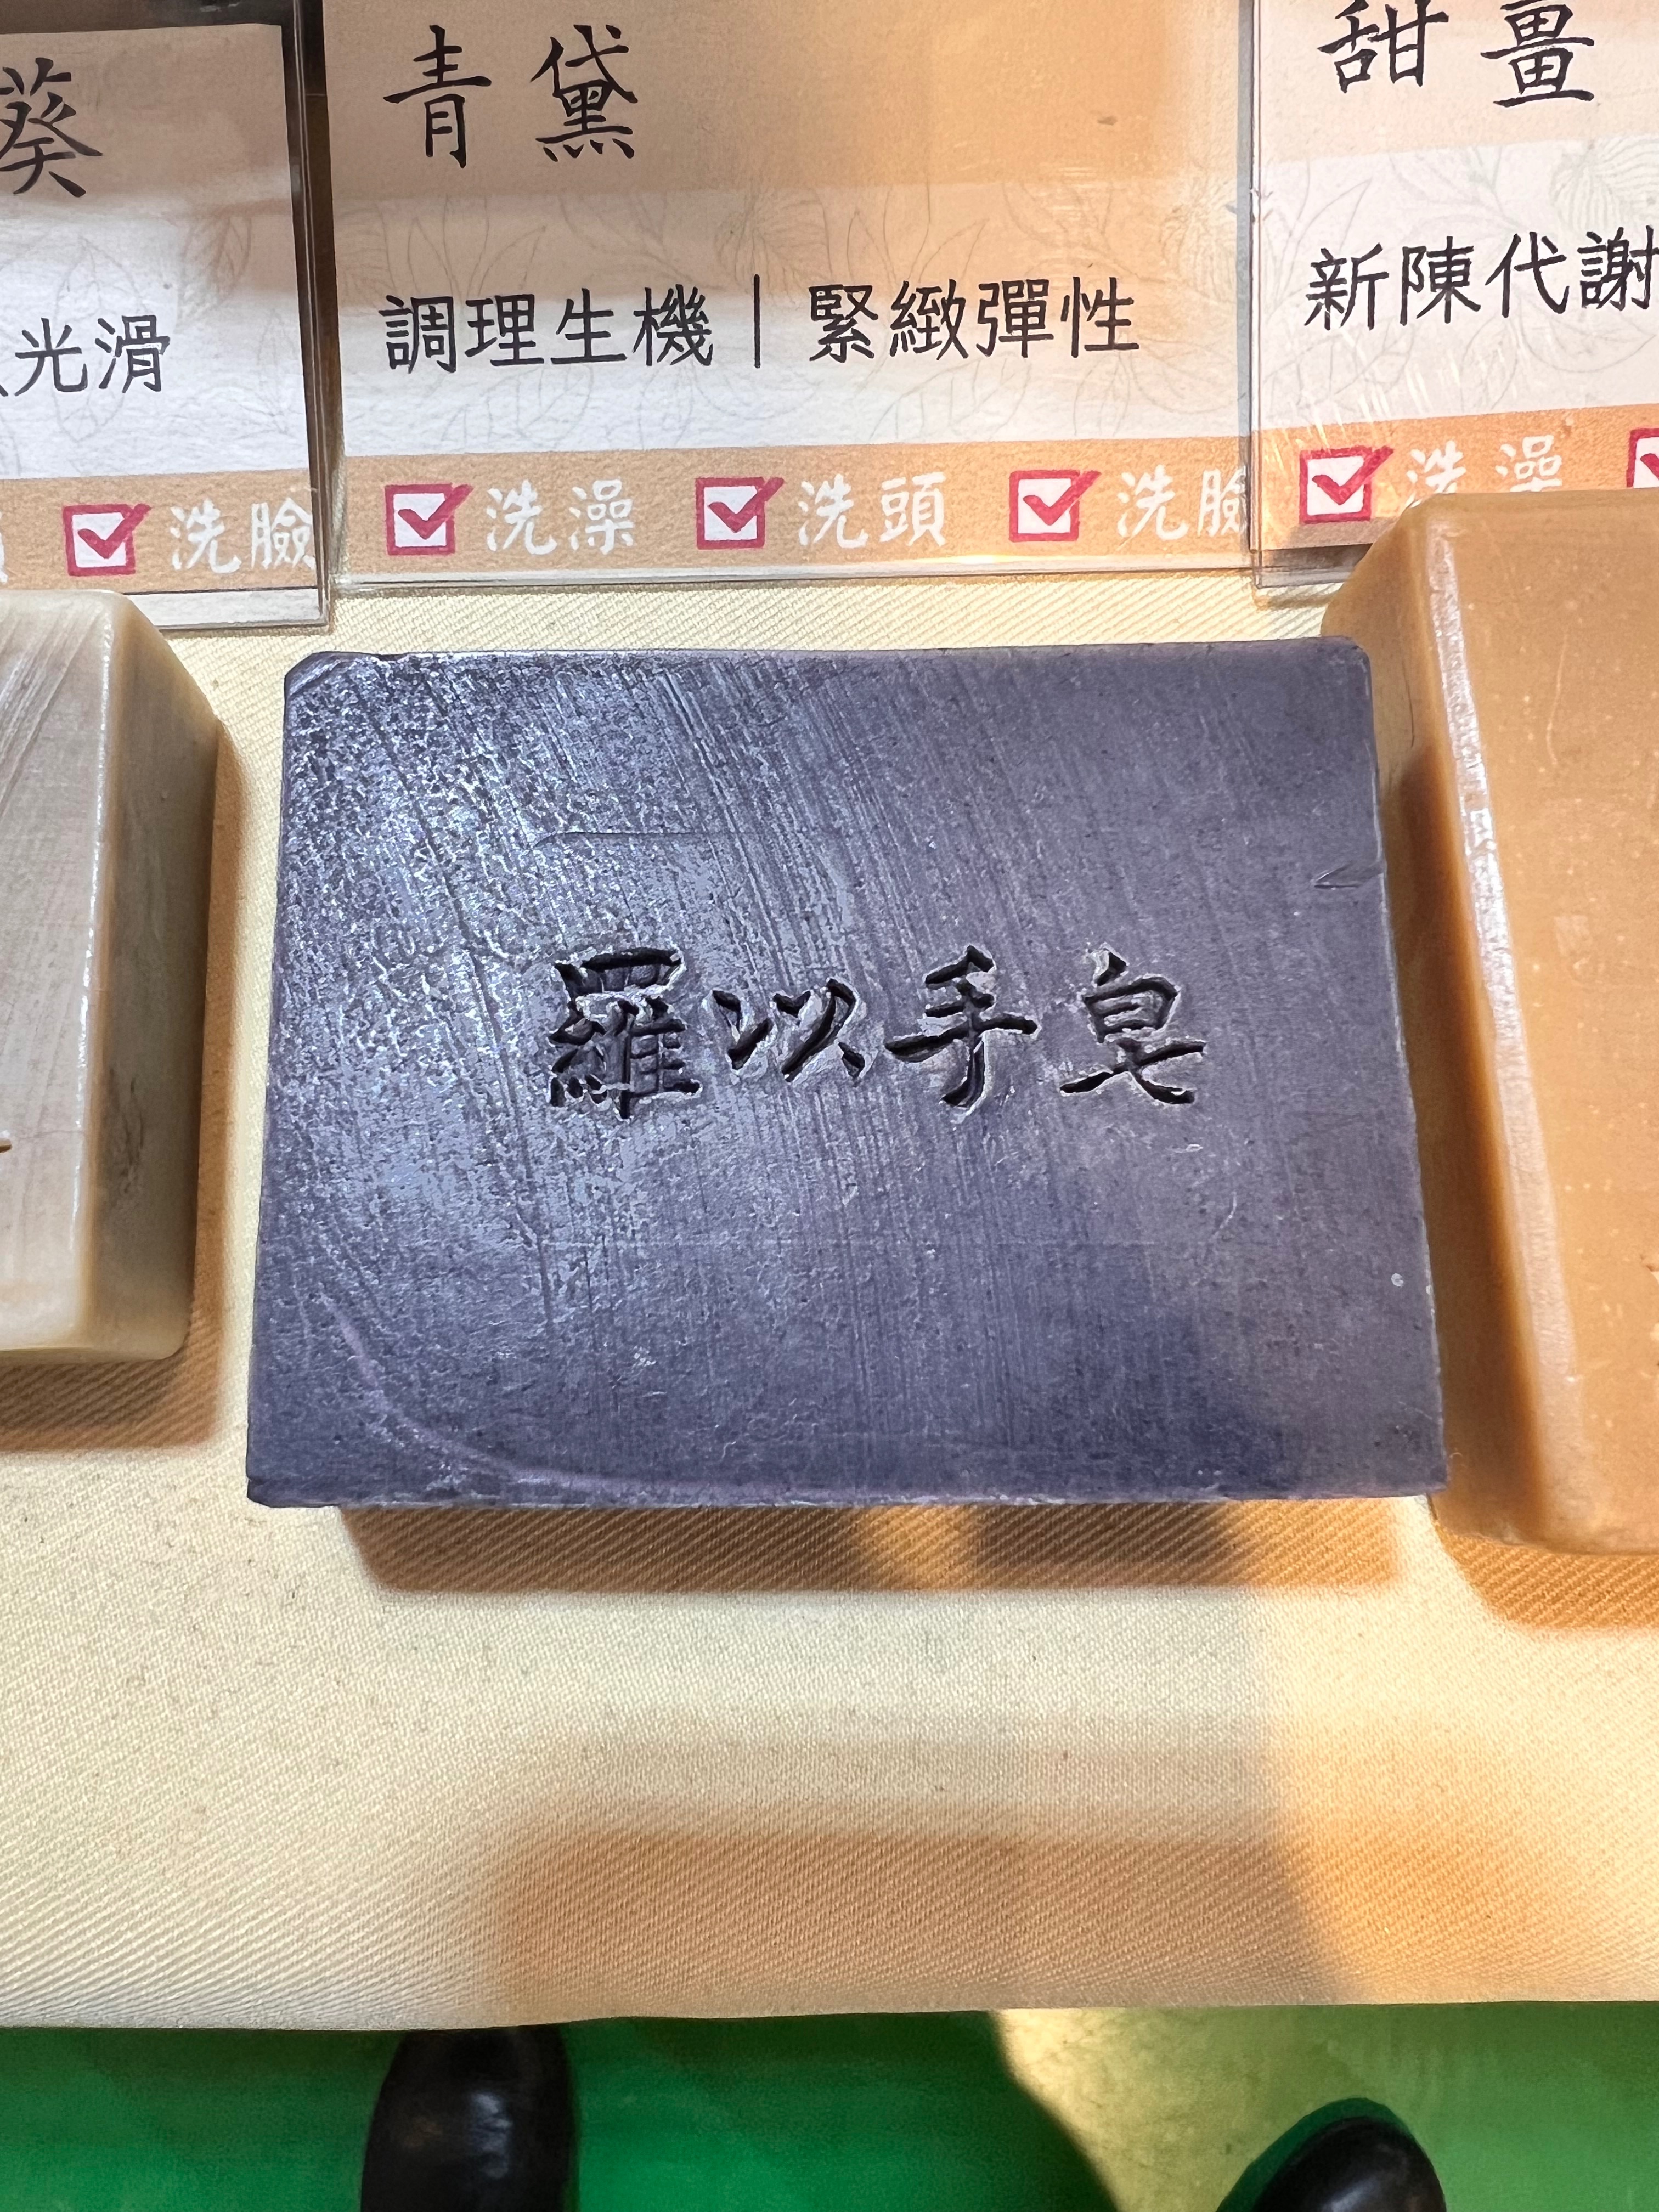 葵
光滑
洗臉
青黛
調理生機｜緊緻彈性
洗澡 洗頭 洗臉
甜畺
新陳代謝
洗澡
羅以手皂